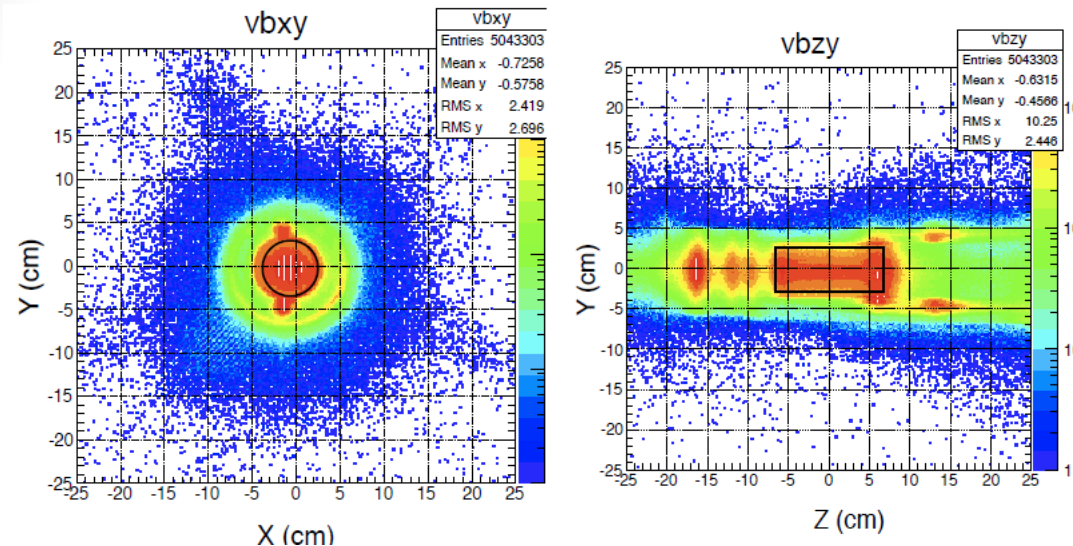 vbxy
vbxy
Entries 5043303
Mean x -0.7258
Mean y -0.5758
RMS x 2.419
RMS y 2.696
25
20
15
10
5
0
-5
-10
-15
-20
-25
Y (cm)
-25 -20 -15 -10 -5 0 5 10 15 20 25
X (cm)
vbzy
vbzy
Entries 5043303
Mean x -0.6315
Mean y -0.4566
RMS x 10.25
RMS y 2.446
25
20
15
10
5
0
-5
-10
-15
-20
-25
Y (cm)
-25 -20 -15 -10 -5 0 5 10 15 20 25
Z (cm)
10
10
10
1